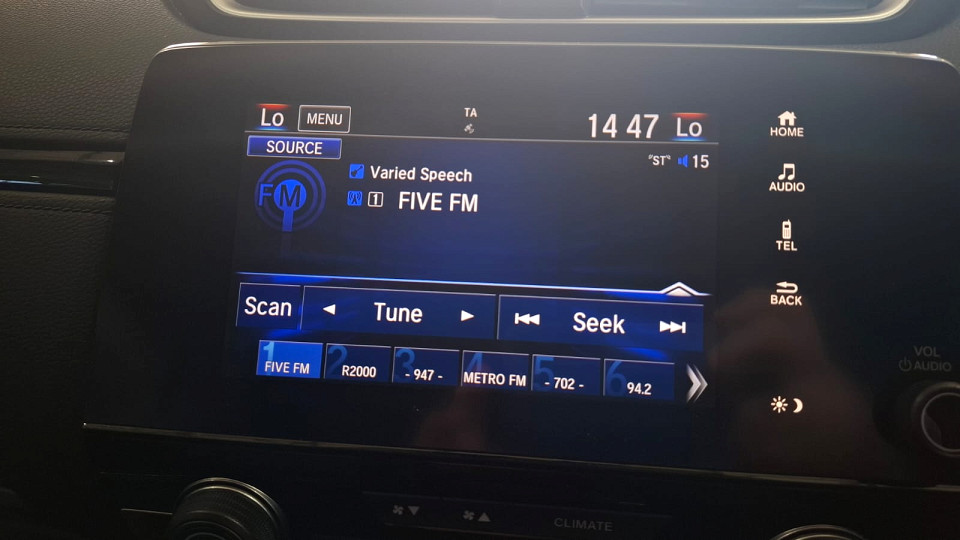 Lo MENU TA 14 47 Lo
HOME
SOURCE
"ST" 15
FM
Varied Speech
AUDIO
1 FIVE FM
TEL
BACK
Scan Tune Seek
1 FIVE FM
2 R2000
3 - 947 -
4 METRO FM
5 - 702 -
6 94.2
VOL
AUDIO
CLIMATE